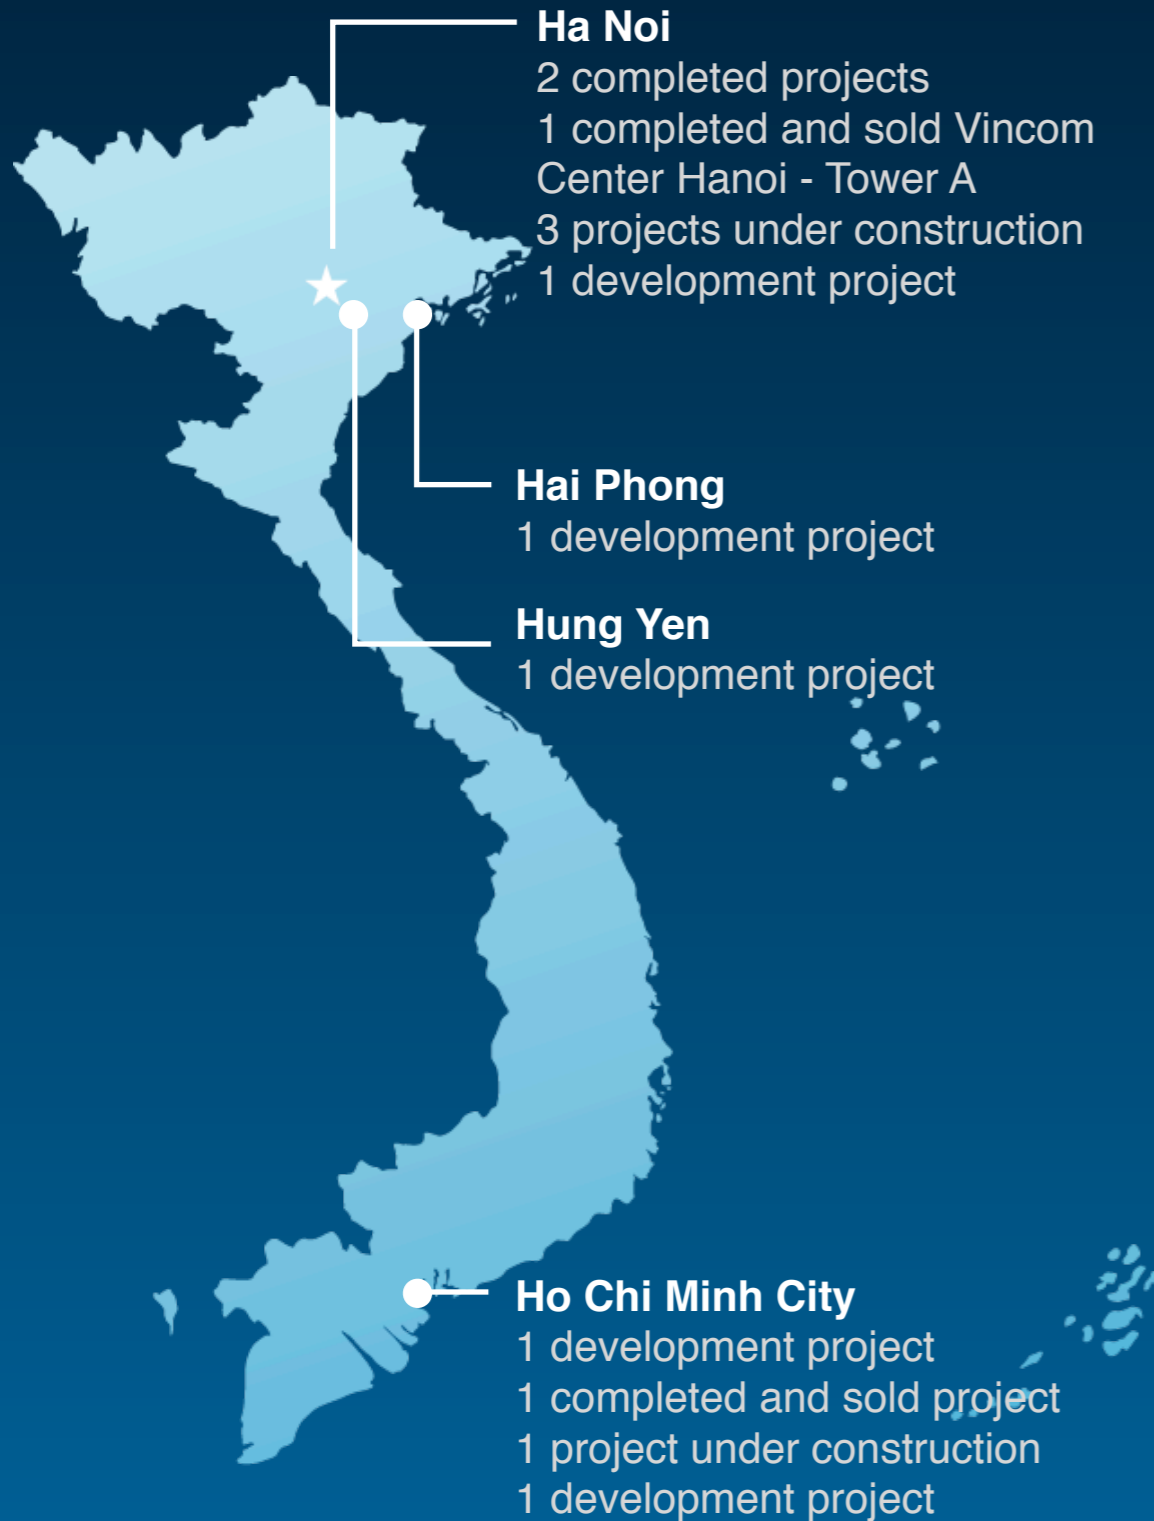 Ha Noi
2 completed projects
1 completed and sold Vincom
Center Hanoi - Tower A
3 projects under construction
1 development project
Hai Phong
1 development project
Hung Yen
1 development project
Ho Chi Minh City
1 development project
1 completed and sold project
1 project under construction
1 development project